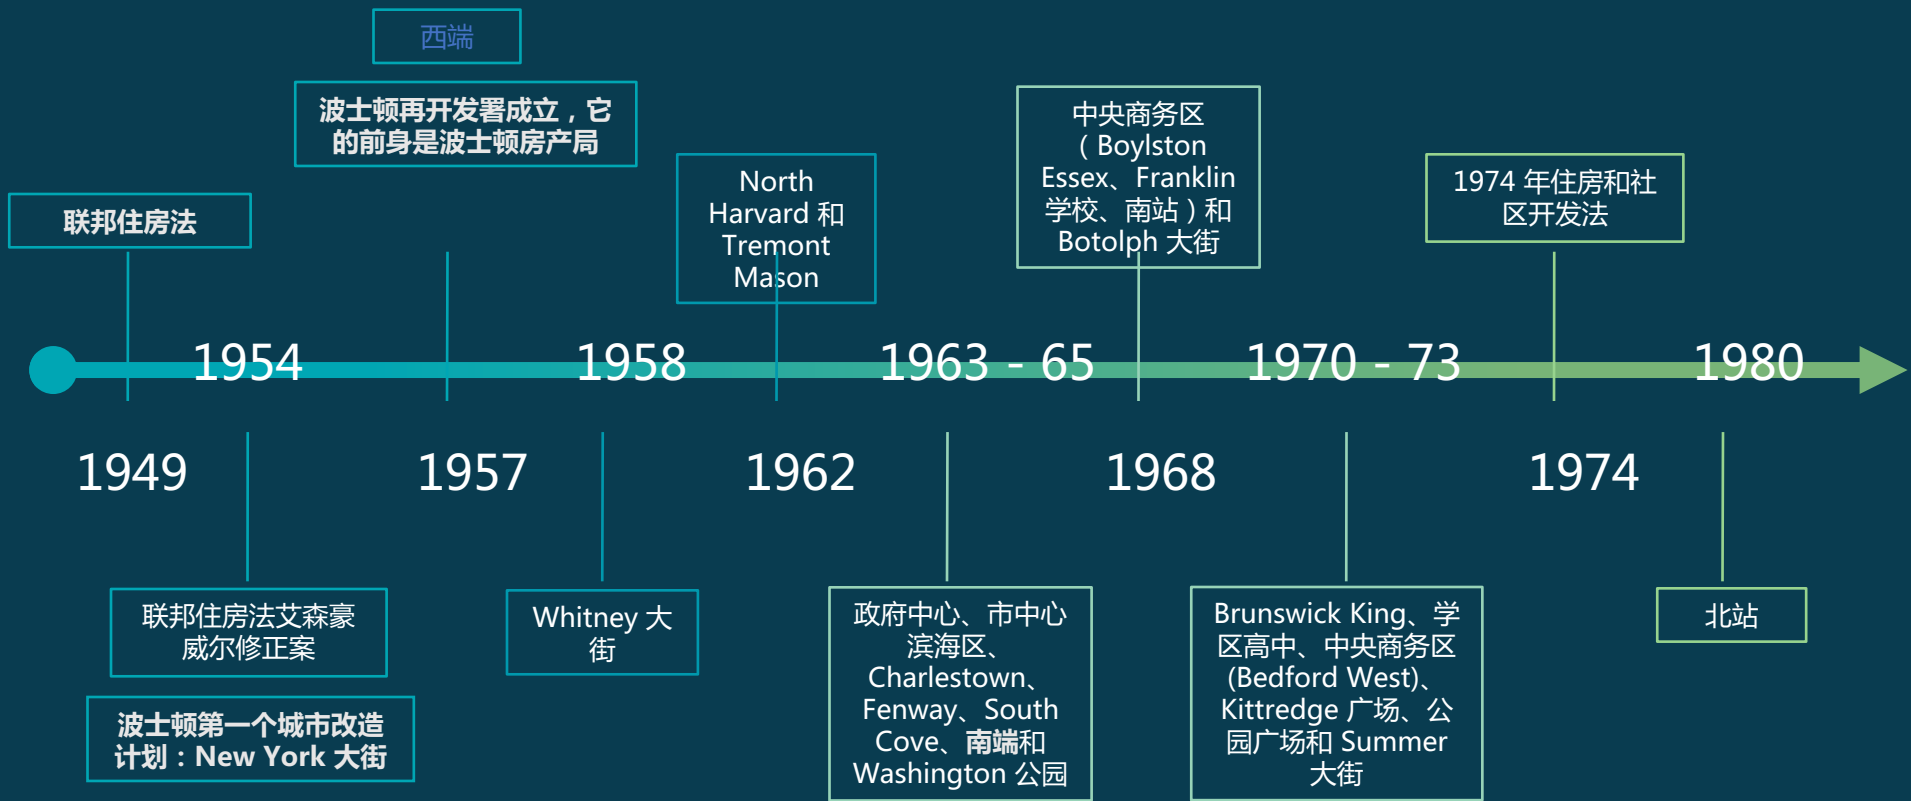 西端
波士顿再开发署成立，它
的前身是波士顿房产局
联邦住房法
North
Harvard 和
Tremont
Mason
中央商务区
（Boylston
Essex、Franklin
学校、南站）和
Botolph 大街
1974 年住房和社
区开发法
1954
1958
1963 - 65
1970 - 73
1980
1949
1957
1962
1968
1974
联邦住房法艾森豪
威尔修正案
波士顿第一个城市改造
计划：New York 大街
Whitney 大
街
政府中心、市中心
滨海区、
Charlestown、
Fenway、South
Cove、南端和
Washington 公园
Brunswick King、学
区高中、中央商务区
(Bedford West)、
Kittredge 广场、公
园广场和 Summer
大街
北站